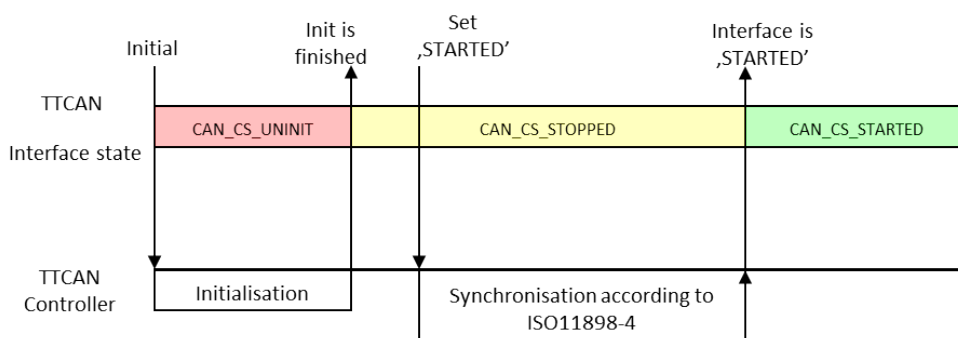 Initial
Init is
finished
Set
‚STARTED’
Interface is
‚STARTED’
TTCAN
Interface state
CAN_CS_UNINIT
CAN_CS_STOPPED
CAN_CS_STARTED
TTCAN
Controller
Initialisation
Synchronisation according to
ISO11898-4